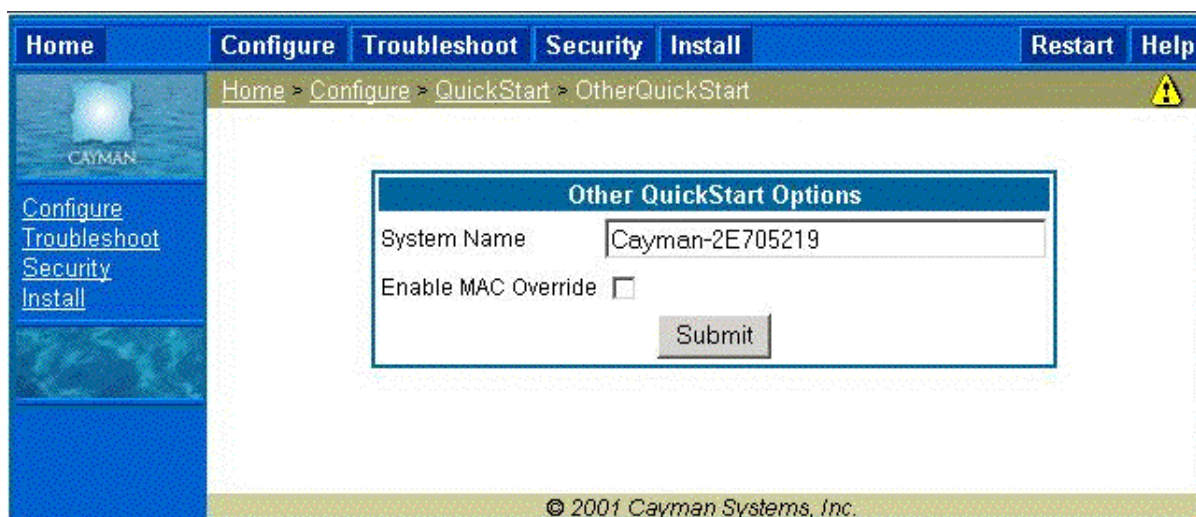 Home Configure Troubleshoot Security Install Restart Help
Home > Configure > QuickStart > OtherQuickStart
CAYMAN
Configure
Troubleshoot
Security
Install
Other QuickStart Options
System Name Cayman-2E705219
Enable MAC Override
Submit
© 2001 Cayman Systems, Inc.